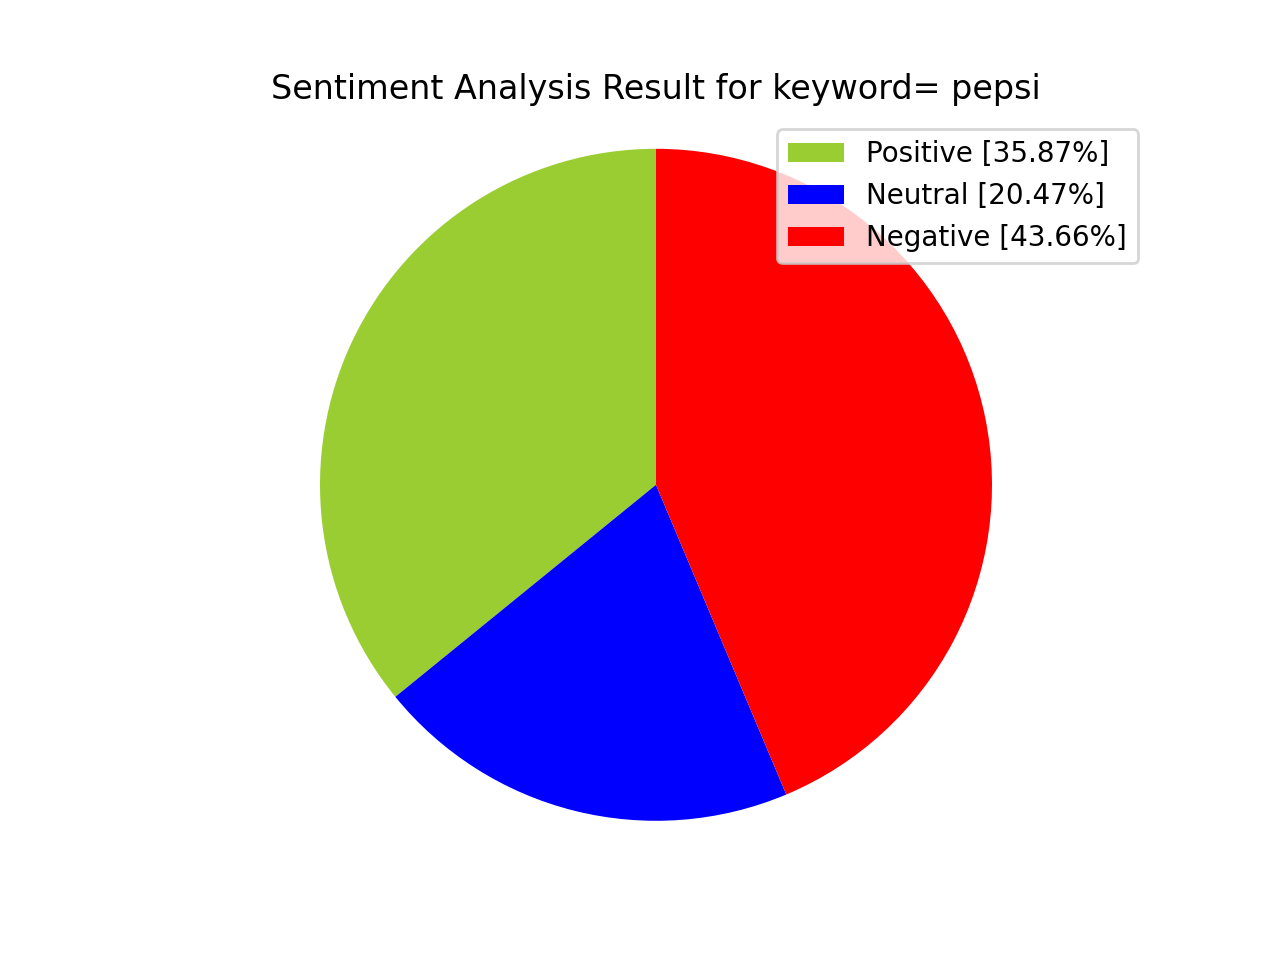 Sentiment Analysis Result for keyword= pepsi
Positive [35.87%]
Neutral [20.47%]
Negative [43.66%]